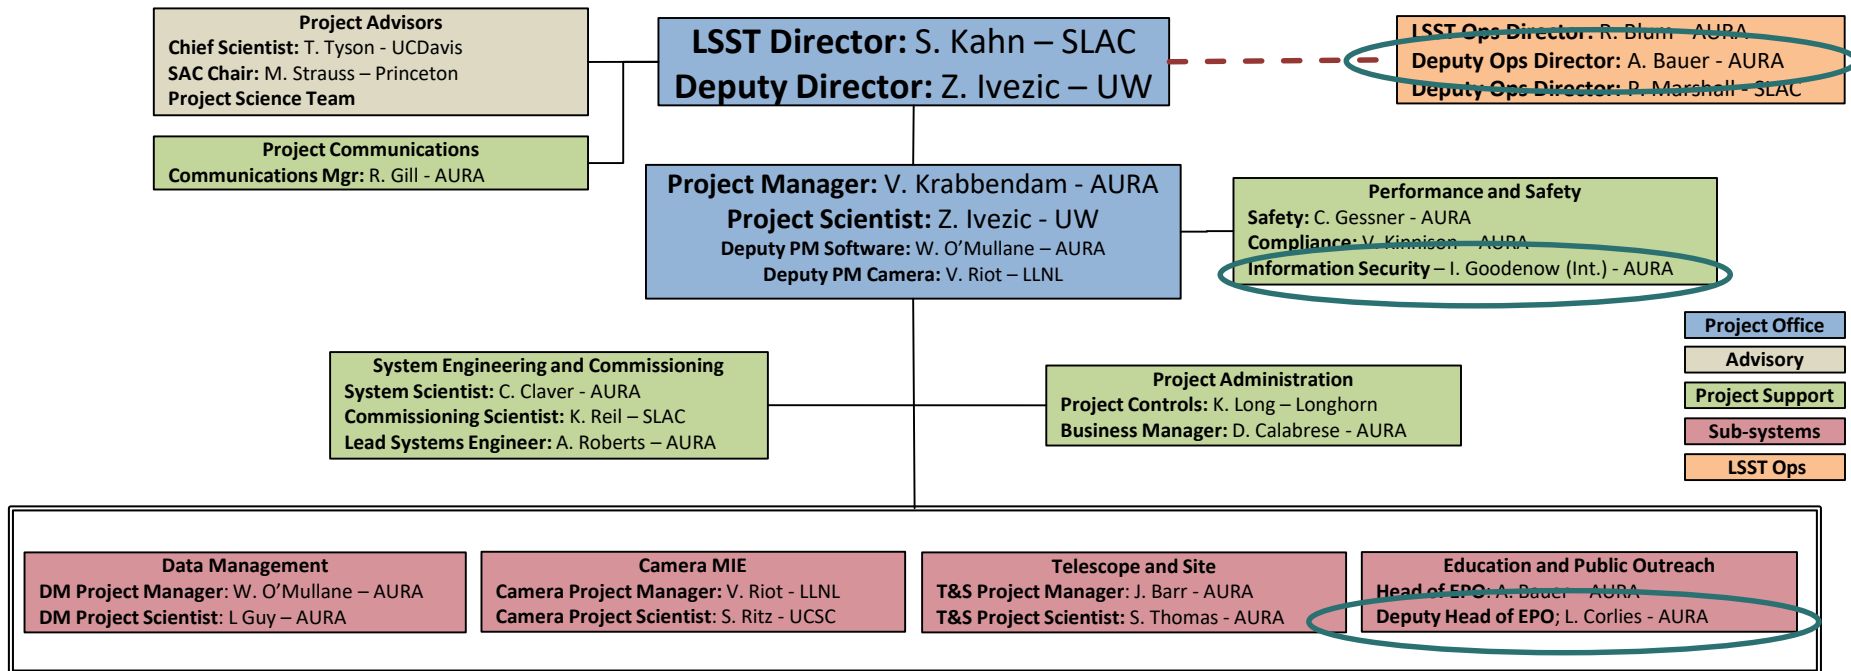 Project Advisors
Chief Scientist: T. Tyson - UCDavis
SAC Chair: M. Strauss – Princeton
Project Science Team
LSST Director: S. Kahn – SLAC
Deputy Director: Z. Ivezic – UW
LSST Ops Director: R. Blum - AURA
Deputy Ops Director: A. Bauer - AURA
Deputy Ops Director: P. Marshall - SLAC
Project Communications
Communications Mgr: R. Gill - AURA
Project Manager: V. Krabbendam - AURA
Project Scientist: Z. Ivezic - UW
Deputy PM Software: W. O’Mullane – AURA
Deputy PM Camera: V. Riot – LLNL
Performance and Safety
Safety: C. Gessner - AURA
Compliance: V. Kinnison - AURA
Information Security – I. Goodenow (Int.) - AURA
Project Office
Advisory
Project Support
Sub-systems
LSST Ops
System Engineering and Commissioning
System Scientist: C. Claver - AURA
Commissioning Scientist: K. Reil – SLAC
Lead Systems Engineer: A. Roberts – AURA
Project Administration
Project Controls: K. Long – Longhorn
Business Manager: D. Calabrese - AURA
Data Management
DM Project Manager: W. O’Mullane – AURA
DM Project Scientist: L Guy – AURA
Camera MIE
Camera Project Manager: V. Riot - LLNL
Camera Project Scientist: S. Ritz - UCSC
Telescope and Site
T&S Project Manager: J. Barr - AURA
T&S Project Scientist: S. Thomas - AURA
Education and Public Outreach
Head of EPO: A. Bauer - AURA
Deputy Head of EPO; L. Corlies - AURA